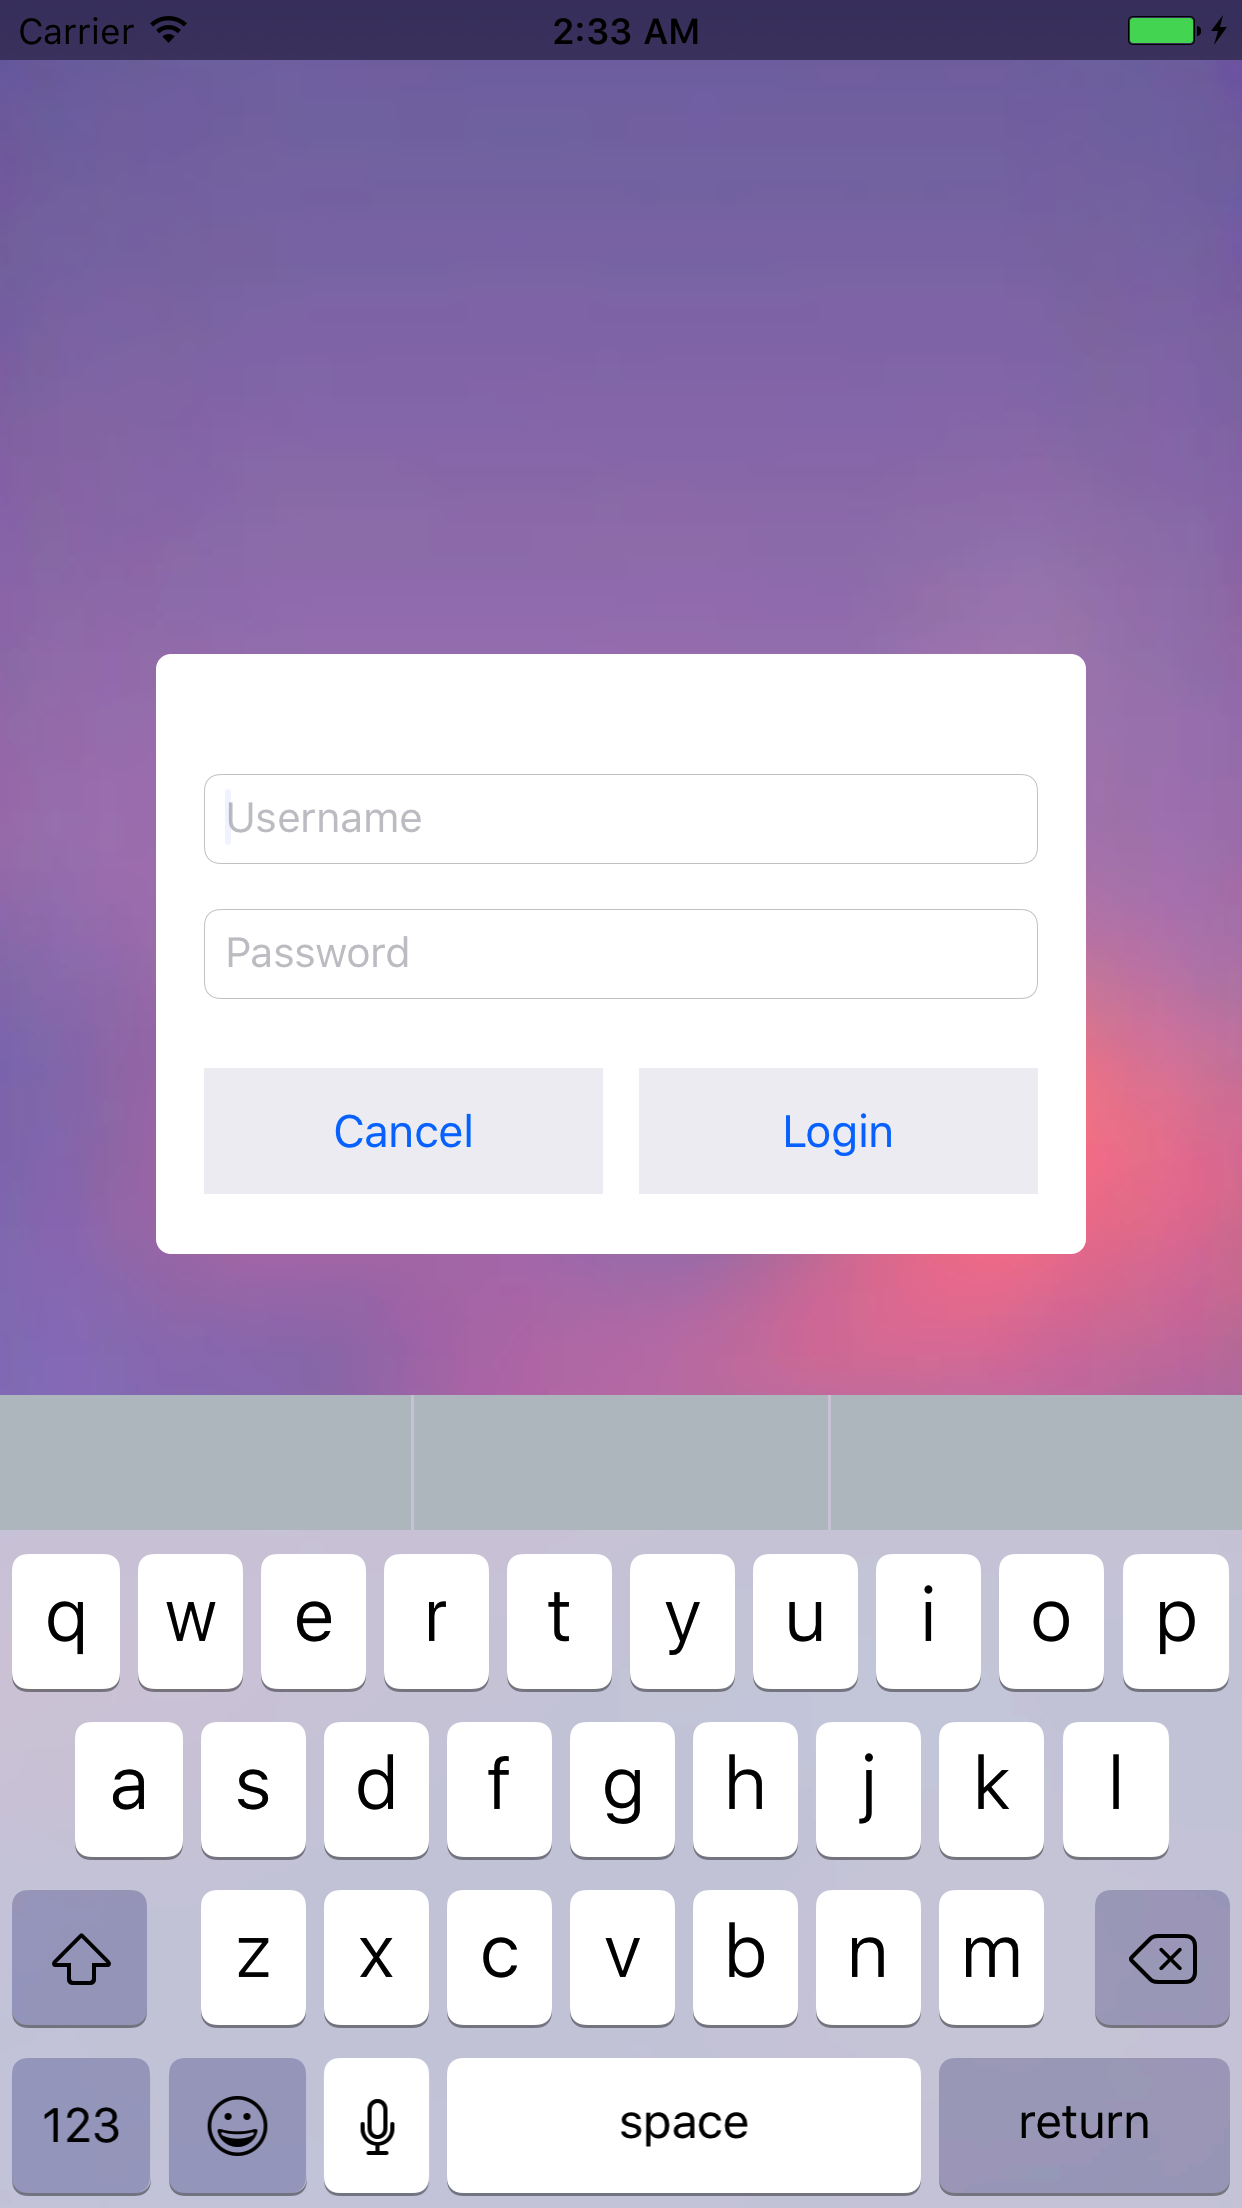 Carrier 2:33 AM
Username
Password
Cancel Login
q w e r t y u i o p
a s d f g h j k l
z x c v b n m
123 space return